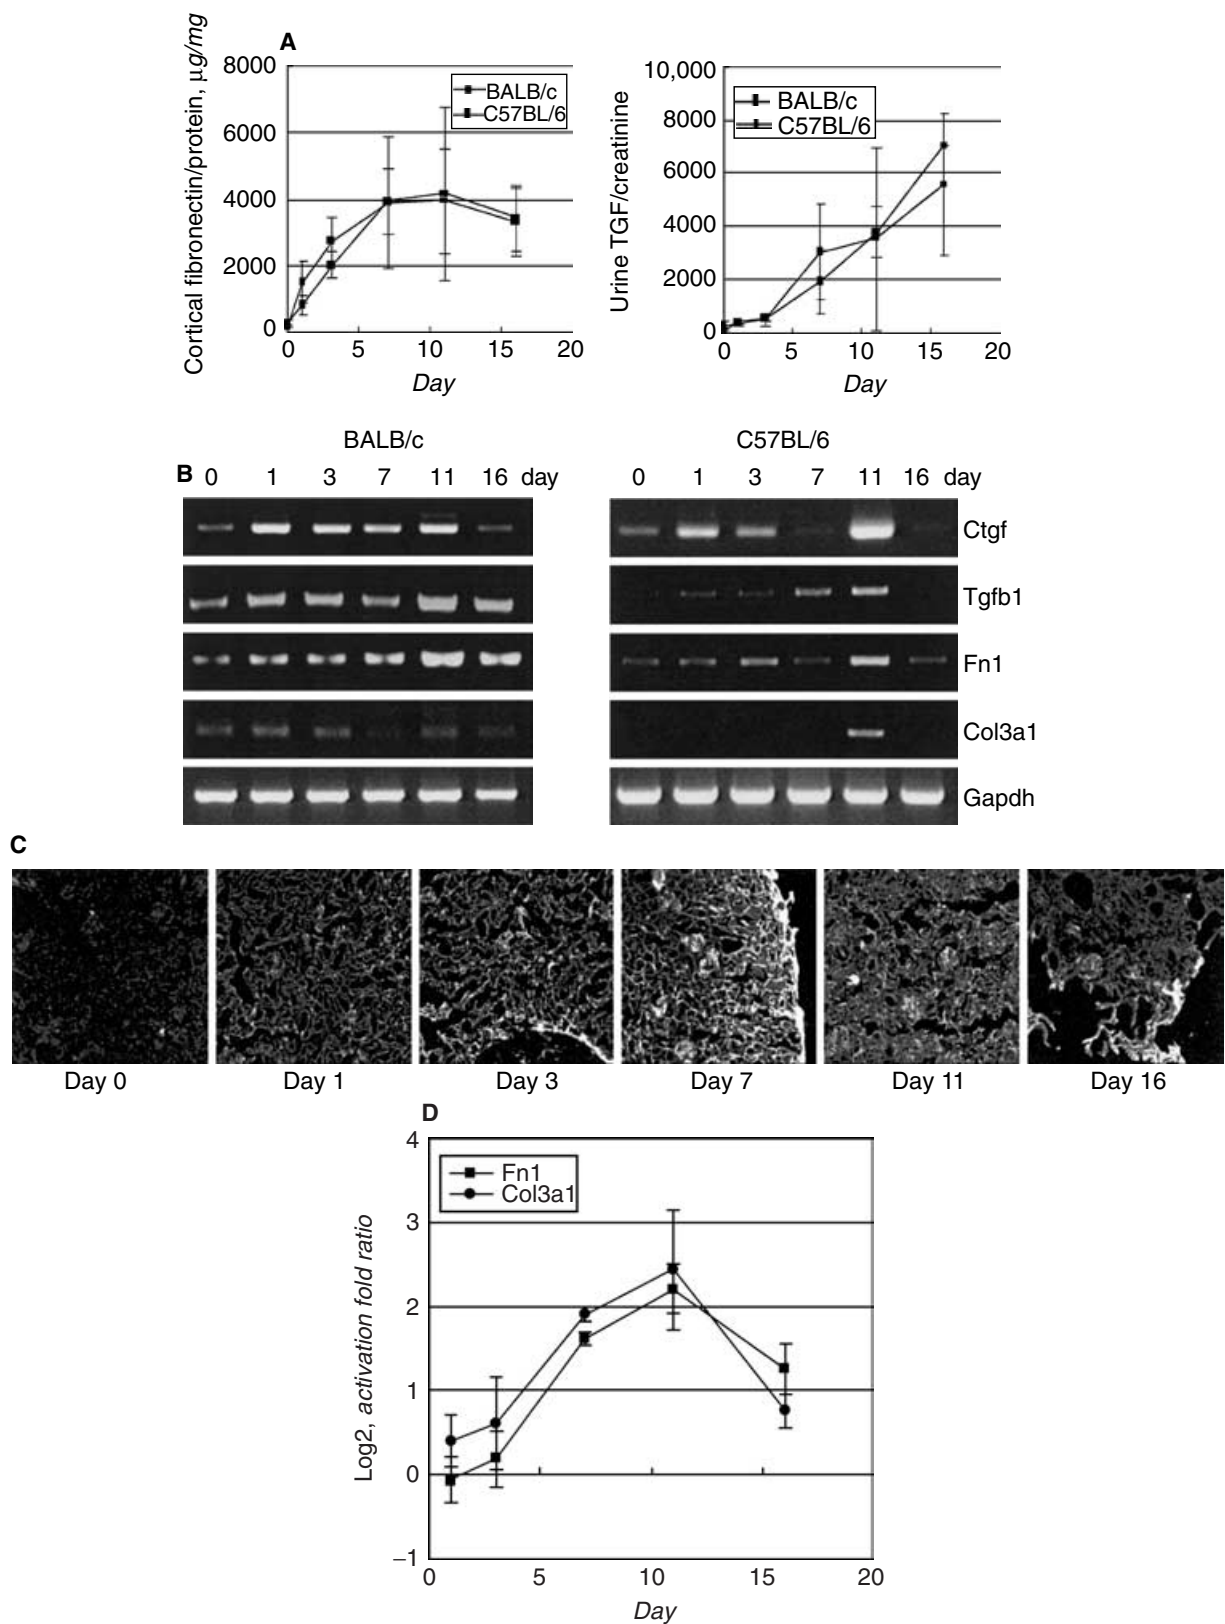 A
Cortical fibronectin/protein, μg/mg
8000
6000
4000
2000
0
0 5 10 15 20
Day
BALB/c
C57BL/6
Urine TGF/creatinine
10,000
8000
6000
4000
2000
0
0 5 10 15 20
Day
BALB/c
C57BL/6
B
BALB/c
0 1 3 7 11 16 day
C57BL/6
0 1 3 7 11 16 day
Ctgf
Tgfb1
Fn1
Col3a1
Gapdh
C
Day 0 Day 1 Day 3 Day 7 Day 11 Day 16
D
Log2, activation fold ratio
4
3
2
1
0
−1
0 5 10 15 20
Day
Fn1
Col3a1